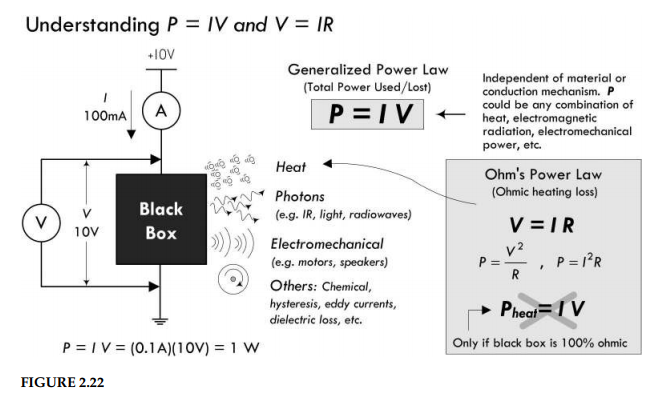 Understanding P = IV and V = IR
+10V
I
100mA
A
V
V
10V
Black
Box
P = I V = (0.1A)(10V) = 1 W
Generalized Power Law
(Total Power Used/Lost)
P = I V
Independent of material or
conduction mechanism. P
could be any combination of
heat, electromagnetic
radiation, electromechanical
power, etc.
Heat
Photons
(e.g. IR, light, radiowaves)
Electromechanical
(e.g. motors, speakers)
Others: Chemical,
hysteresis, eddy currents,
dielectric loss, etc.
Ohm's Power Law
(Ohmic heating loss)
V = I R
P = V²/R , P = I²R
Pheat = I V
Only if black box is 100% ohmic
FIGURE 2.22